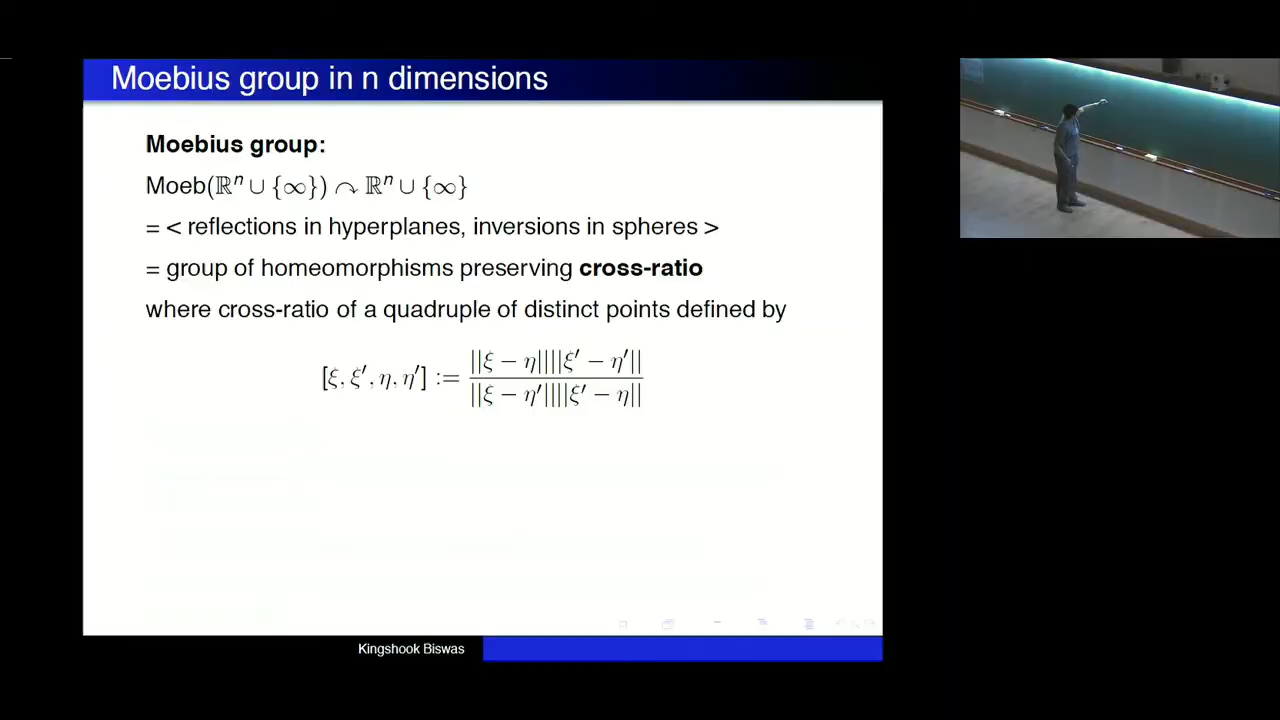 Moebius group in n dimensions
Moebius group:
Moeb(ℝⁿ ∪ {∞}) ↷ ℝⁿ ∪ {∞}
= < reflections in hyperplanes, inversions in spheres >
= group of homeomorphisms preserving cross-ratio
where cross-ratio of a quadruple of distinct points defined by
[ξ, ξ′, η, η′] := ||ξ − η||||ξ′ − η′|| / ||ξ − η′||||ξ′ − η||
Kingshook Biswas